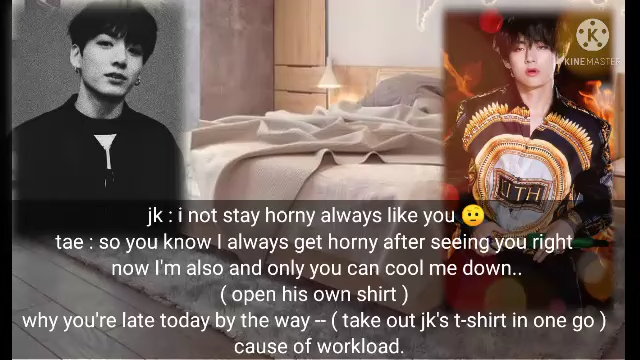 KINEMASTER
jk : i not stay horny always like you 🫡
tae : so you know I always get horny after seeing you right
now I'm also and only you can cool me down..
( open his own shirt )
why you're late today by the way -- ( take out jk's t-shirt in one go )
cause of workload.